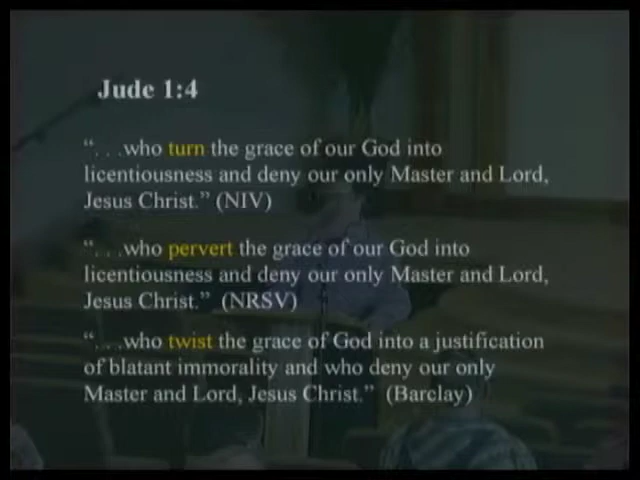 Jude 1:4
“. . .who turn the grace of our God into
licentiousness and deny our only Master and Lord,
Jesus Christ.” (NIV)
“. . .who pervert the grace of our God into
licentiousness and deny our only Master and Lord,
Jesus Christ.” (NRSV)
“. . .who twist the grace of God into a justification
of blatant immorality and who deny our only
Master and Lord, Jesus Christ.” (Barclay)